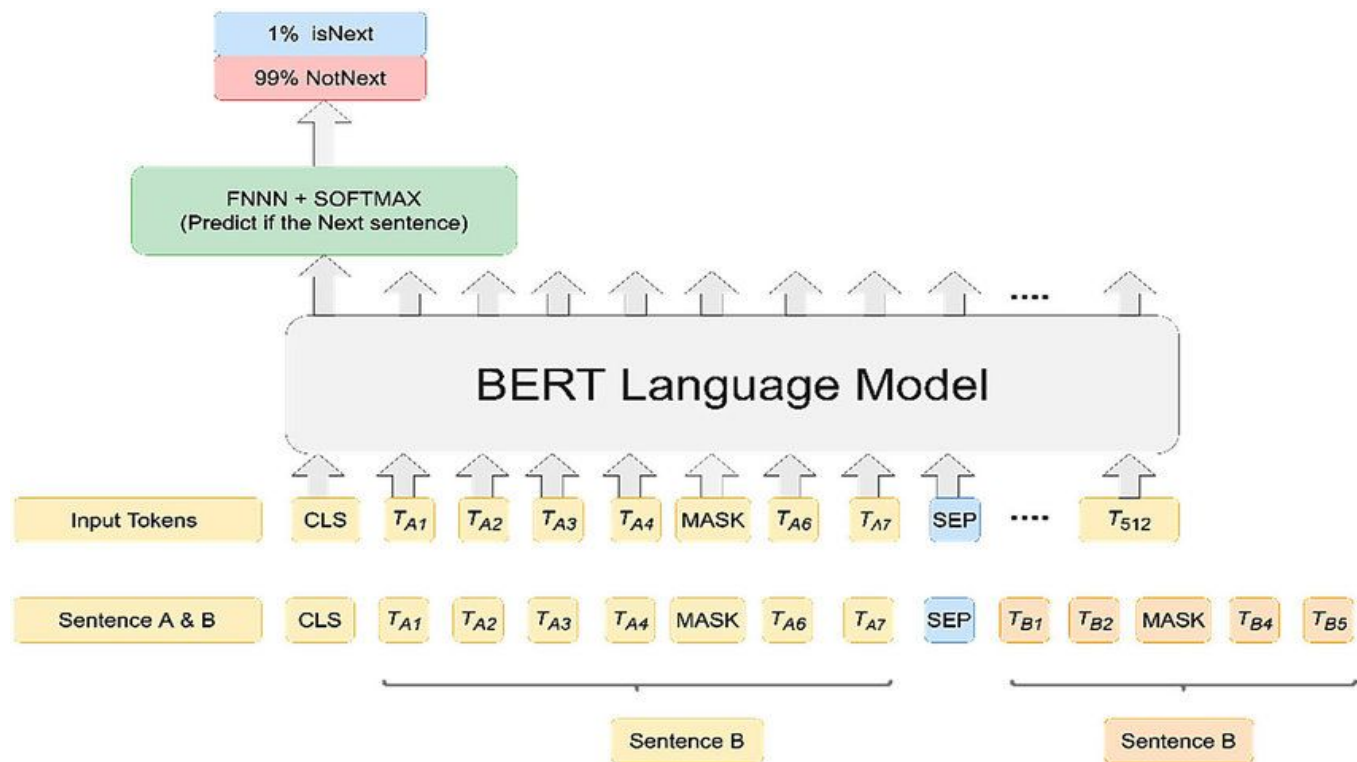 1% isNext
99% NotNext
FNNN + SOFTMAX
(Predict if the Next sentence)
....
BERT Language Model
Input Tokens CLS TA1 TA2 TA3 TA4 MASK TA6 TA7 SEP .... T512
Sentence A & B CLS TA1 TA2 TA3 TA4 MASK TA6 TA7 SEP TB1 TB2 MASK TB4 TB5
Sentence B Sentence B